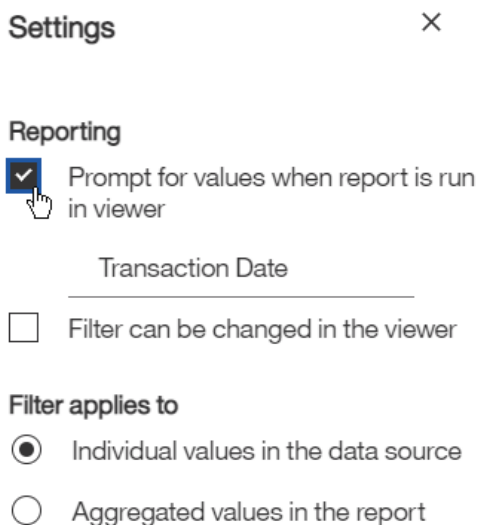 Settings
Reporting
Prompt for values when report is run
in viewer
Transaction Date
Filter can be changed in the viewer
Filter applies to
Individual values in the data source
Aggregated values in the report